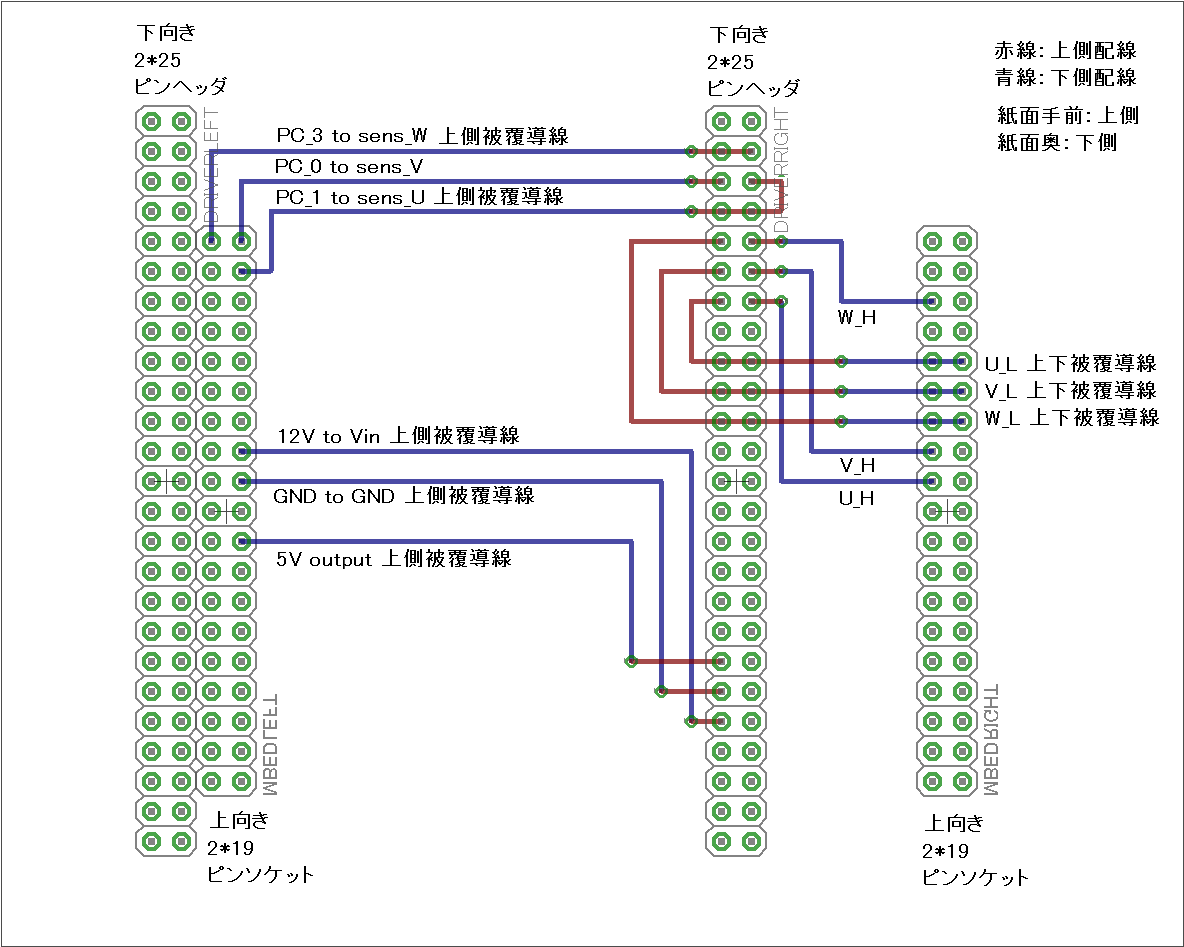 下向き
2*25
ピンヘッダ
下向き
2*25
ピンヘッダ
赤線: 上側配線
青線: 下側配線
紙面手前: 上側
紙面奥: 下側
DRIVERLEFT
DRIVERRIGHT
PC_3 to sens_W 上側被覆導線
PC_0 to sens_V
PC_1 to sens_U 上側被覆導線
W_H
U_L 上下被覆導線
V_L 上下被覆導線
W_L 上下被覆導線
12V to Vin 上側被覆導線
V_H
GND to GND 上側被覆導線
U_H
5V output 上側被覆導線
MBEDLEFT
MBEDRIGHT
上向き
2*19
ピンソケット
上向き
2*19
ピンソケット